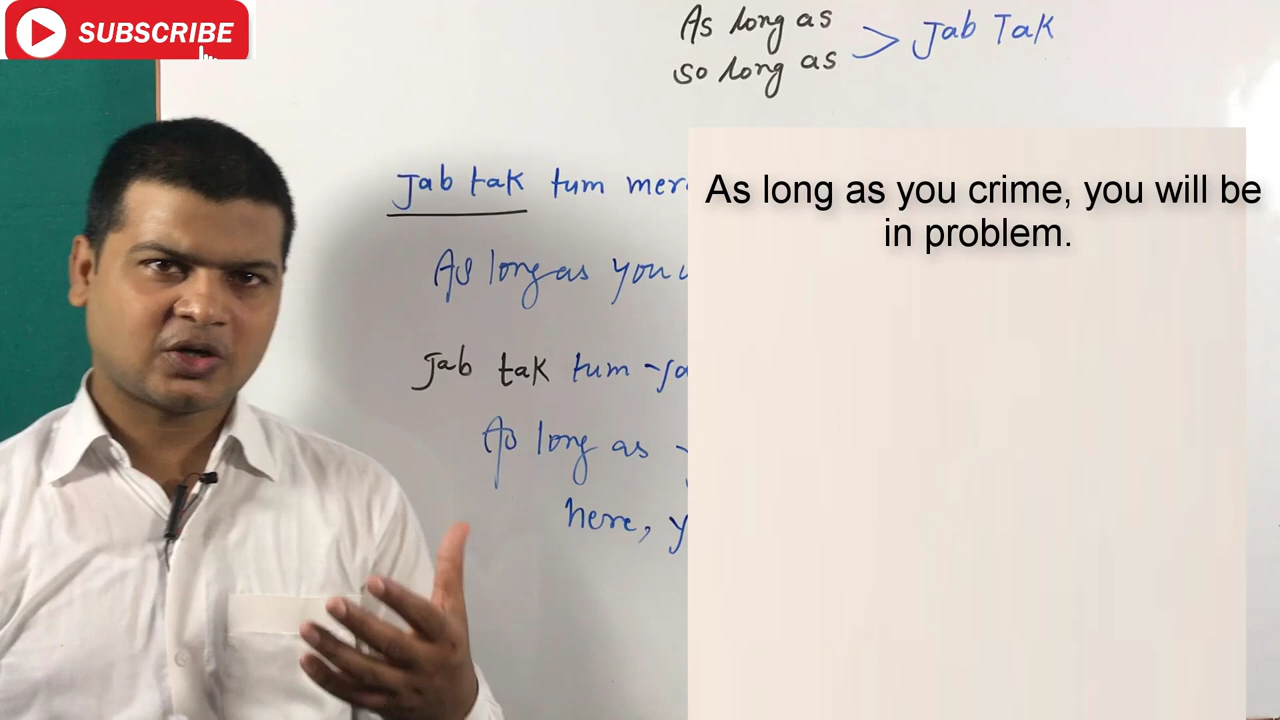 SUBSCRIBE
As long as
so long as > Jab Tak
Jab tak tum
As long as you
Jab tak tum
As long as
here,
As long as you crime, you will be
in problem.